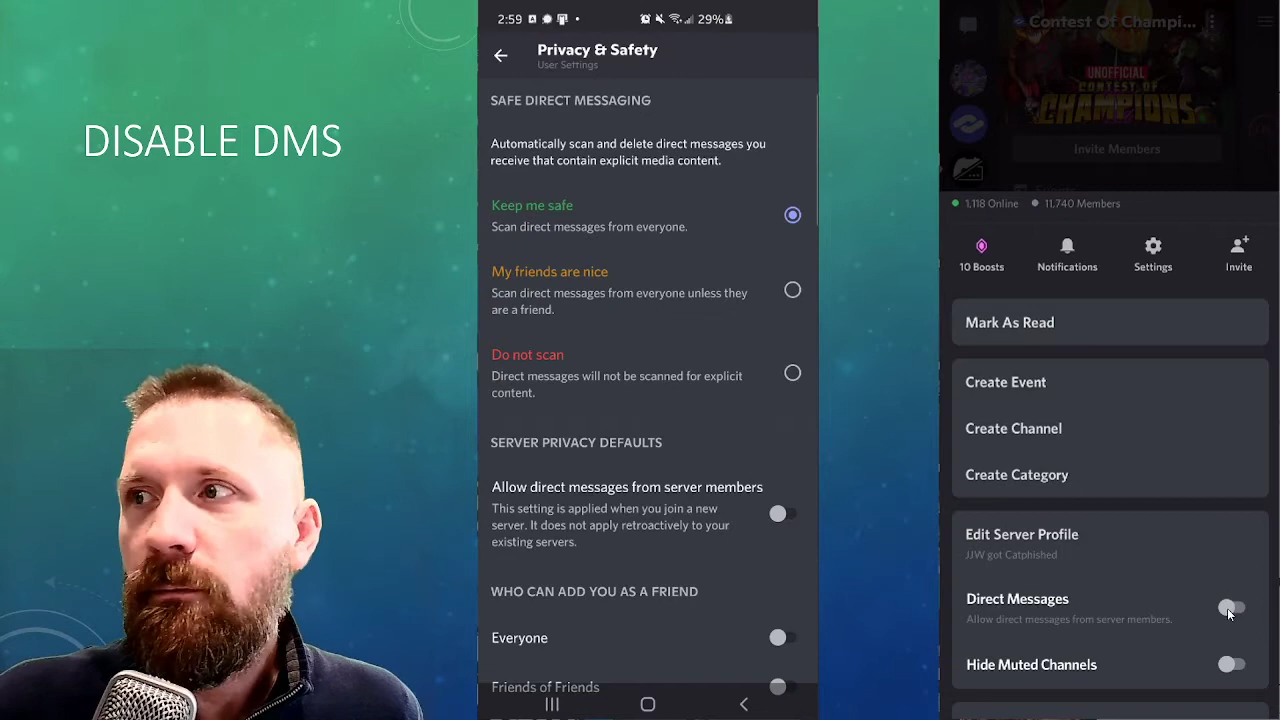 DISABLE DMS
2:59
29%
Privacy & Safety
User Settings
SAFE DIRECT MESSAGING
Automatically scan and delete direct messages you
receive that contain explicit media content.
Keep me safe
Scan direct messages from everyone.
My friends are nice
Scan direct messages from everyone unless they
are a friend.
Do not scan
Direct messages will not be scanned for explicit
content.
SERVER PRIVACY DEFAULTS
Allow direct messages from server members
This setting is applied when you join a new
server. It does not apply retroactively to your
existing servers.
WHO CAN ADD YOU AS A FRIEND
Everyone
Friends of Friends
Contest Of Champi...
UNOFFICIAL
CONTEST OF
CHAMPIONS
Invite Members
1,118 Online 11,740 Members
10 Boosts Notifications Settings Invite
Mark As Read
Create Event
Create Channel
Create Category
Edit Server Profile
JJW got Catphished
Direct Messages
Allow direct messages from server members.
Hide Muted Channels